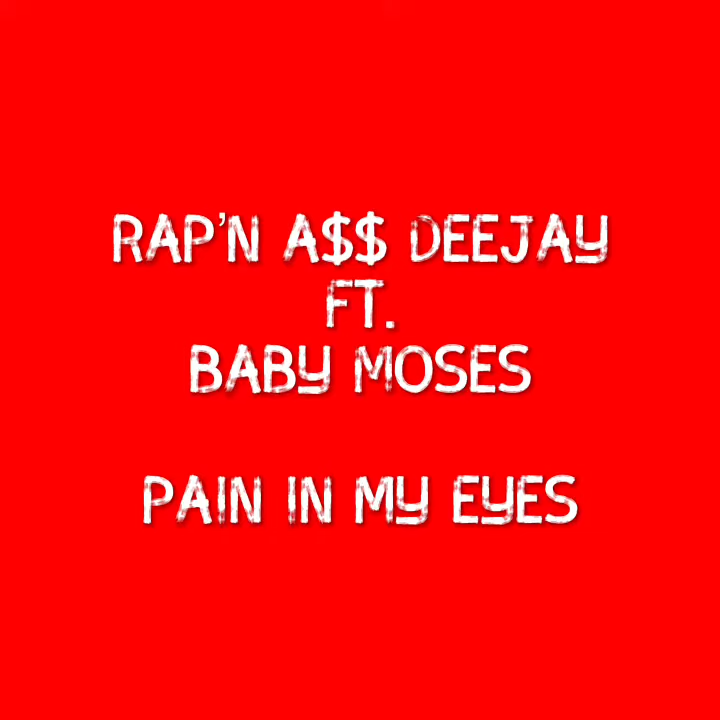 RAP'N A$$ DEEJAY
FT.
BABY MOSES
PAIN IN MY EYES